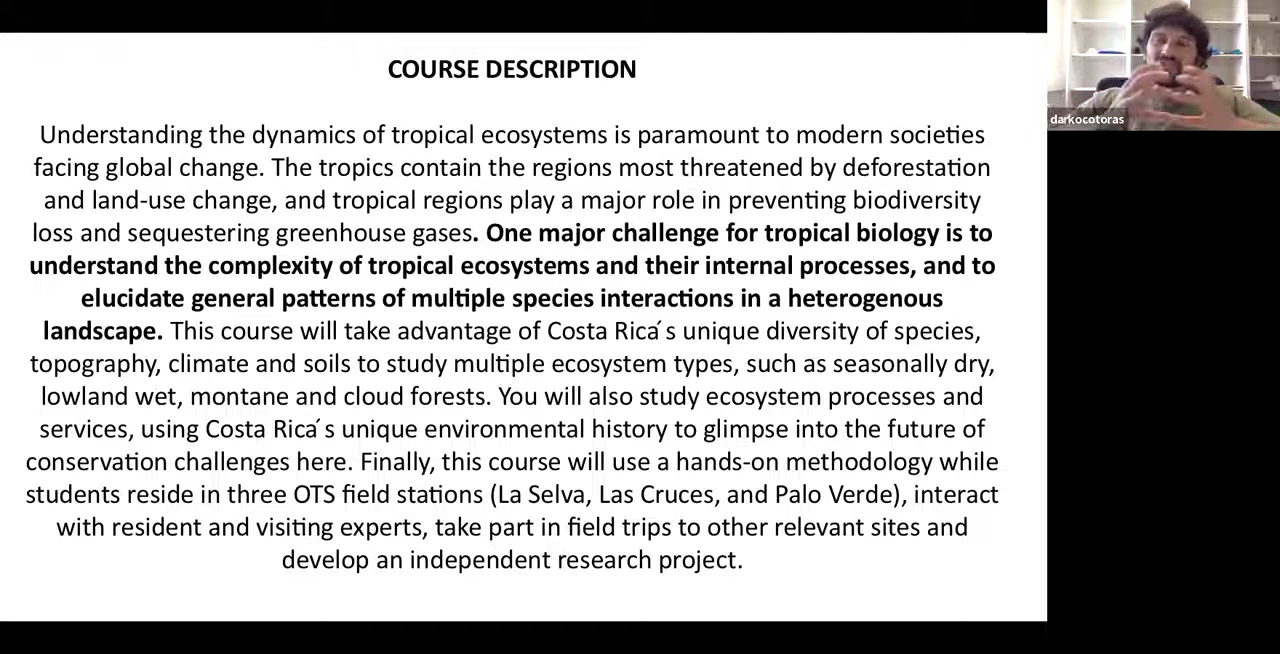 COURSE DESCRIPTION
Understanding the dynamics of tropical ecosystems is paramount to modern societies
facing global change. The tropics contain the regions most threatened by deforestation
and land-use change, and tropical regions play a major role in preventing biodiversity
loss and sequestering greenhouse gases. One major challenge for tropical biology is to
understand the complexity of tropical ecosystems and their internal processes, and to
elucidate general patterns of multiple species interactions in a heterogenous
landscape. This course will take advantage of Costa Rica´s unique diversity of species,
topography, climate and soils to study multiple ecosystem types, such as seasonally dry,
lowland wet, montane and cloud forests. You will also study ecosystem processes and
services, using Costa Rica´s unique environmental history to glimpse into the future of
conservation challenges here. Finally, this course will use a hands-on methodology while
students reside in three OTS field stations (La Selva, Las Cruces, and Palo Verde), interact
with resident and visiting experts, take part in field trips to other relevant sites and
develop an independent research project.
darkocotoras